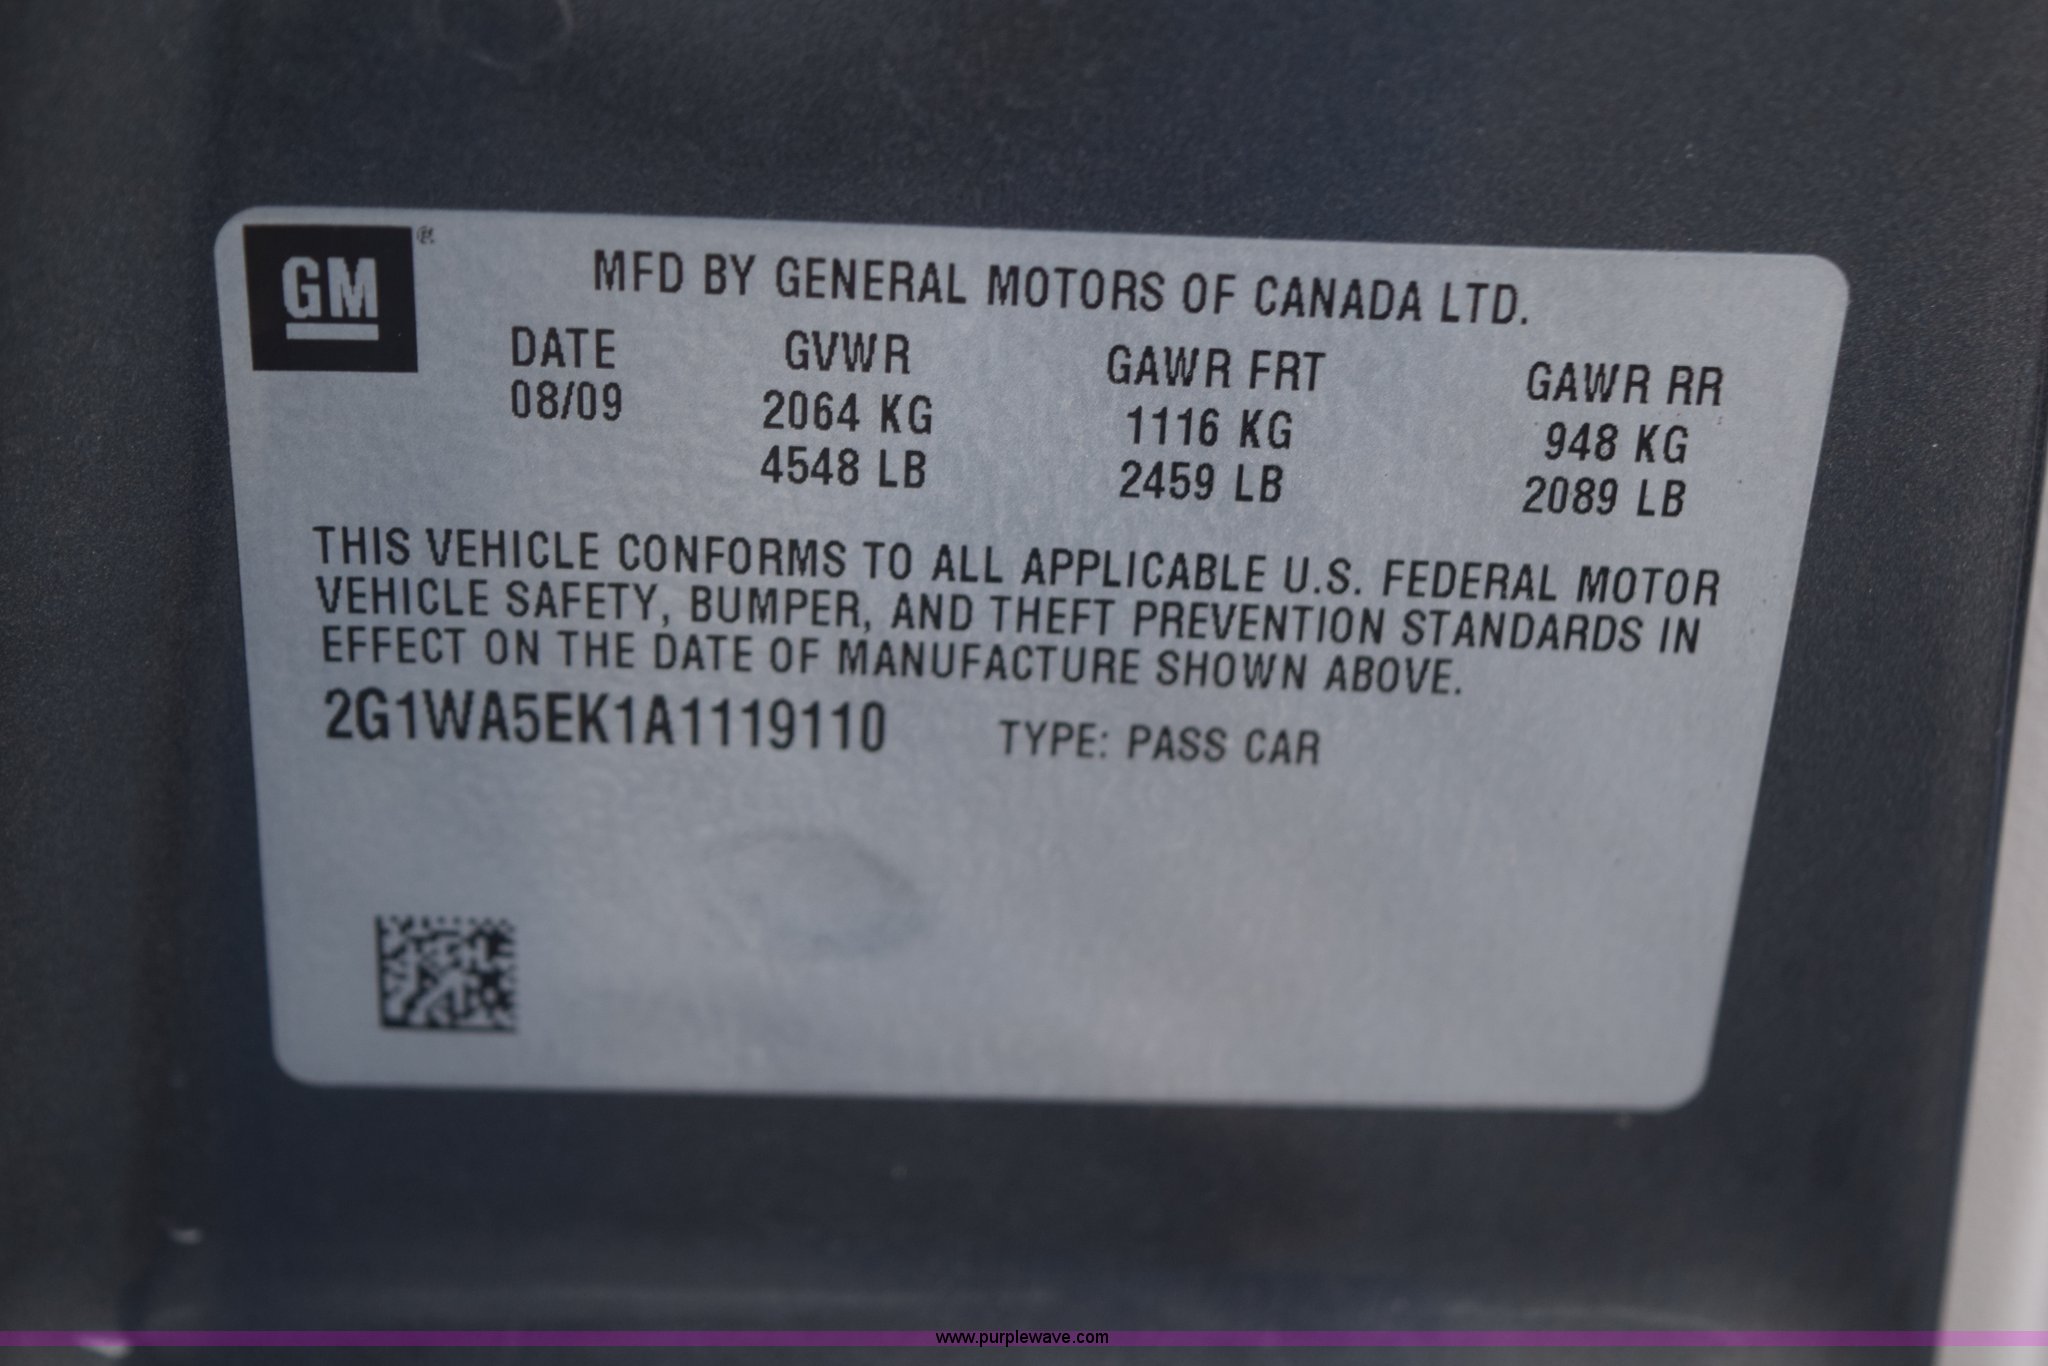 GM
®
MFD BY GENERAL MOTORS OF CANADA LTD.
DATE GVWR GAWR FRT GAWR RR
08/09 2064 KG 1116 KG 948 KG
4548 LB 2459 LB 2089 LB
THIS VEHICLE CONFORMS TO ALL APPLICABLE U.S. FEDERAL MOTOR
VEHICLE SAFETY, BUMPER, AND THEFT PREVENTION STANDARDS IN
EFFECT ON THE DATE OF MANUFACTURE SHOWN ABOVE.
2G1WA5EK1A1119110 TYPE: PASS CAR
www.purplewave.com